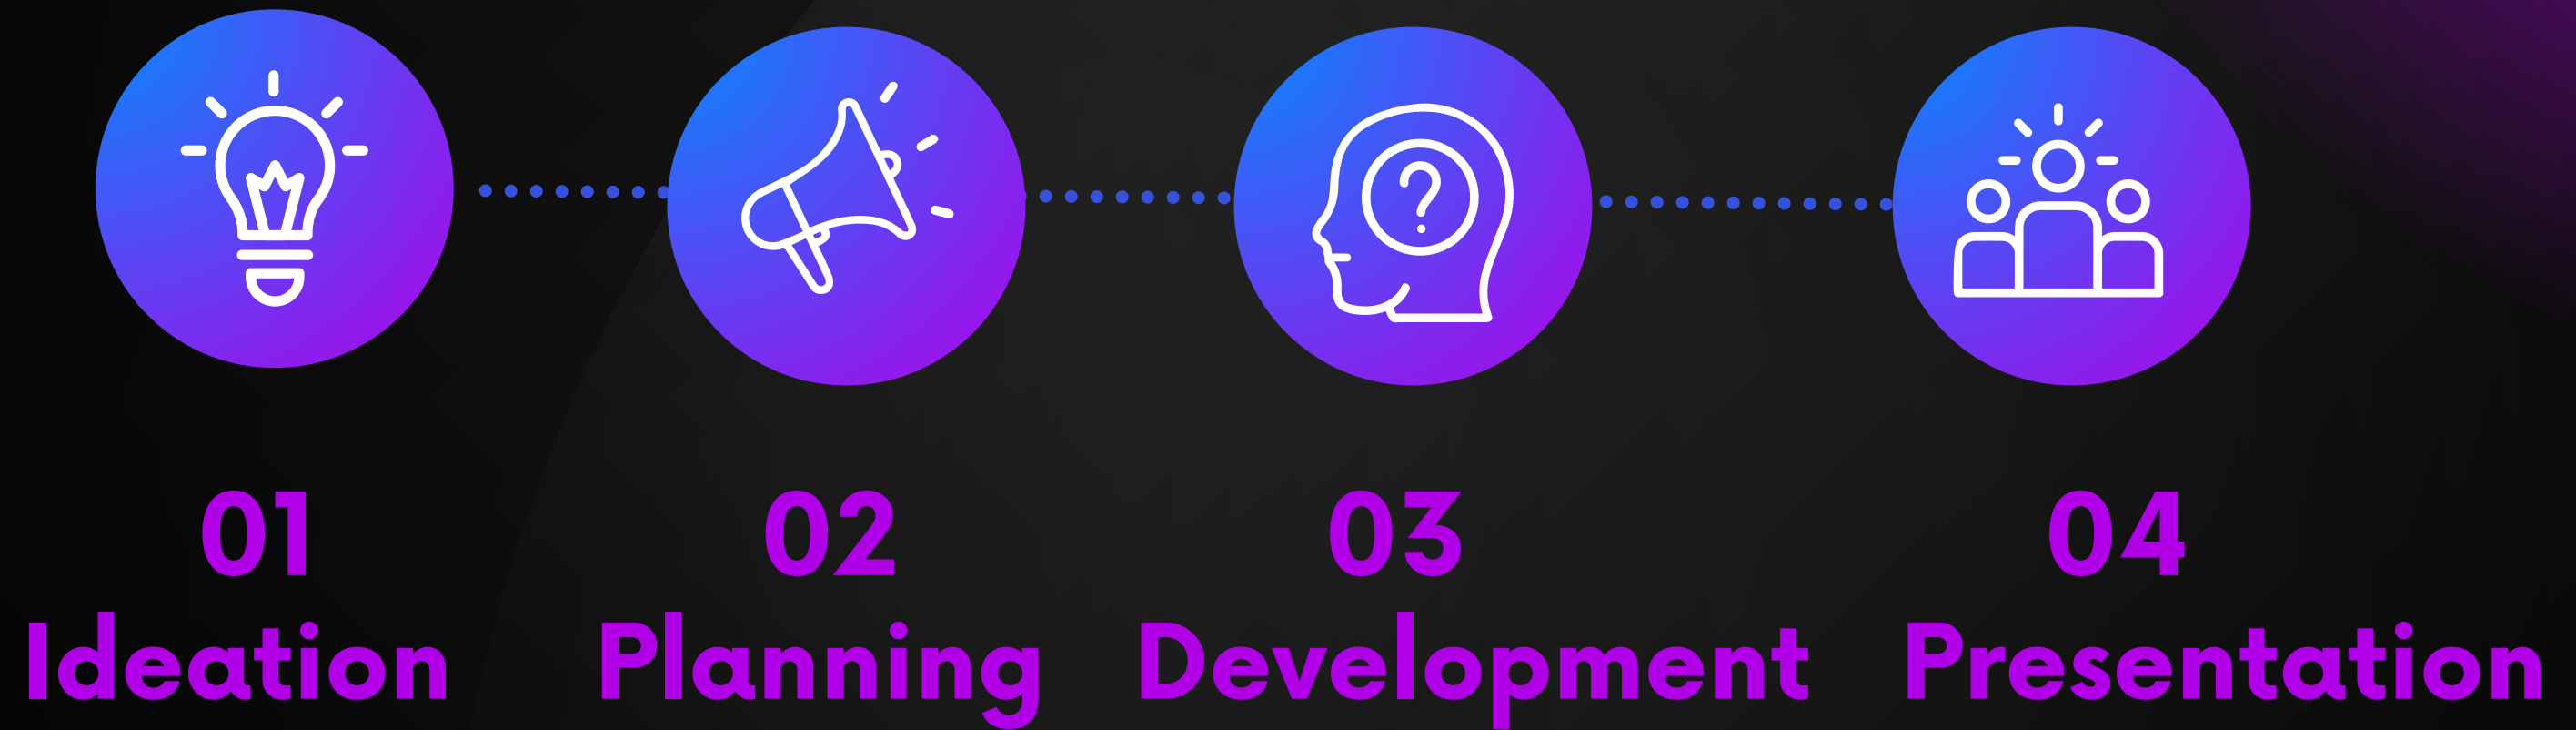 ?
01
02
03
04
Ideation
Planning
Development
Presentation